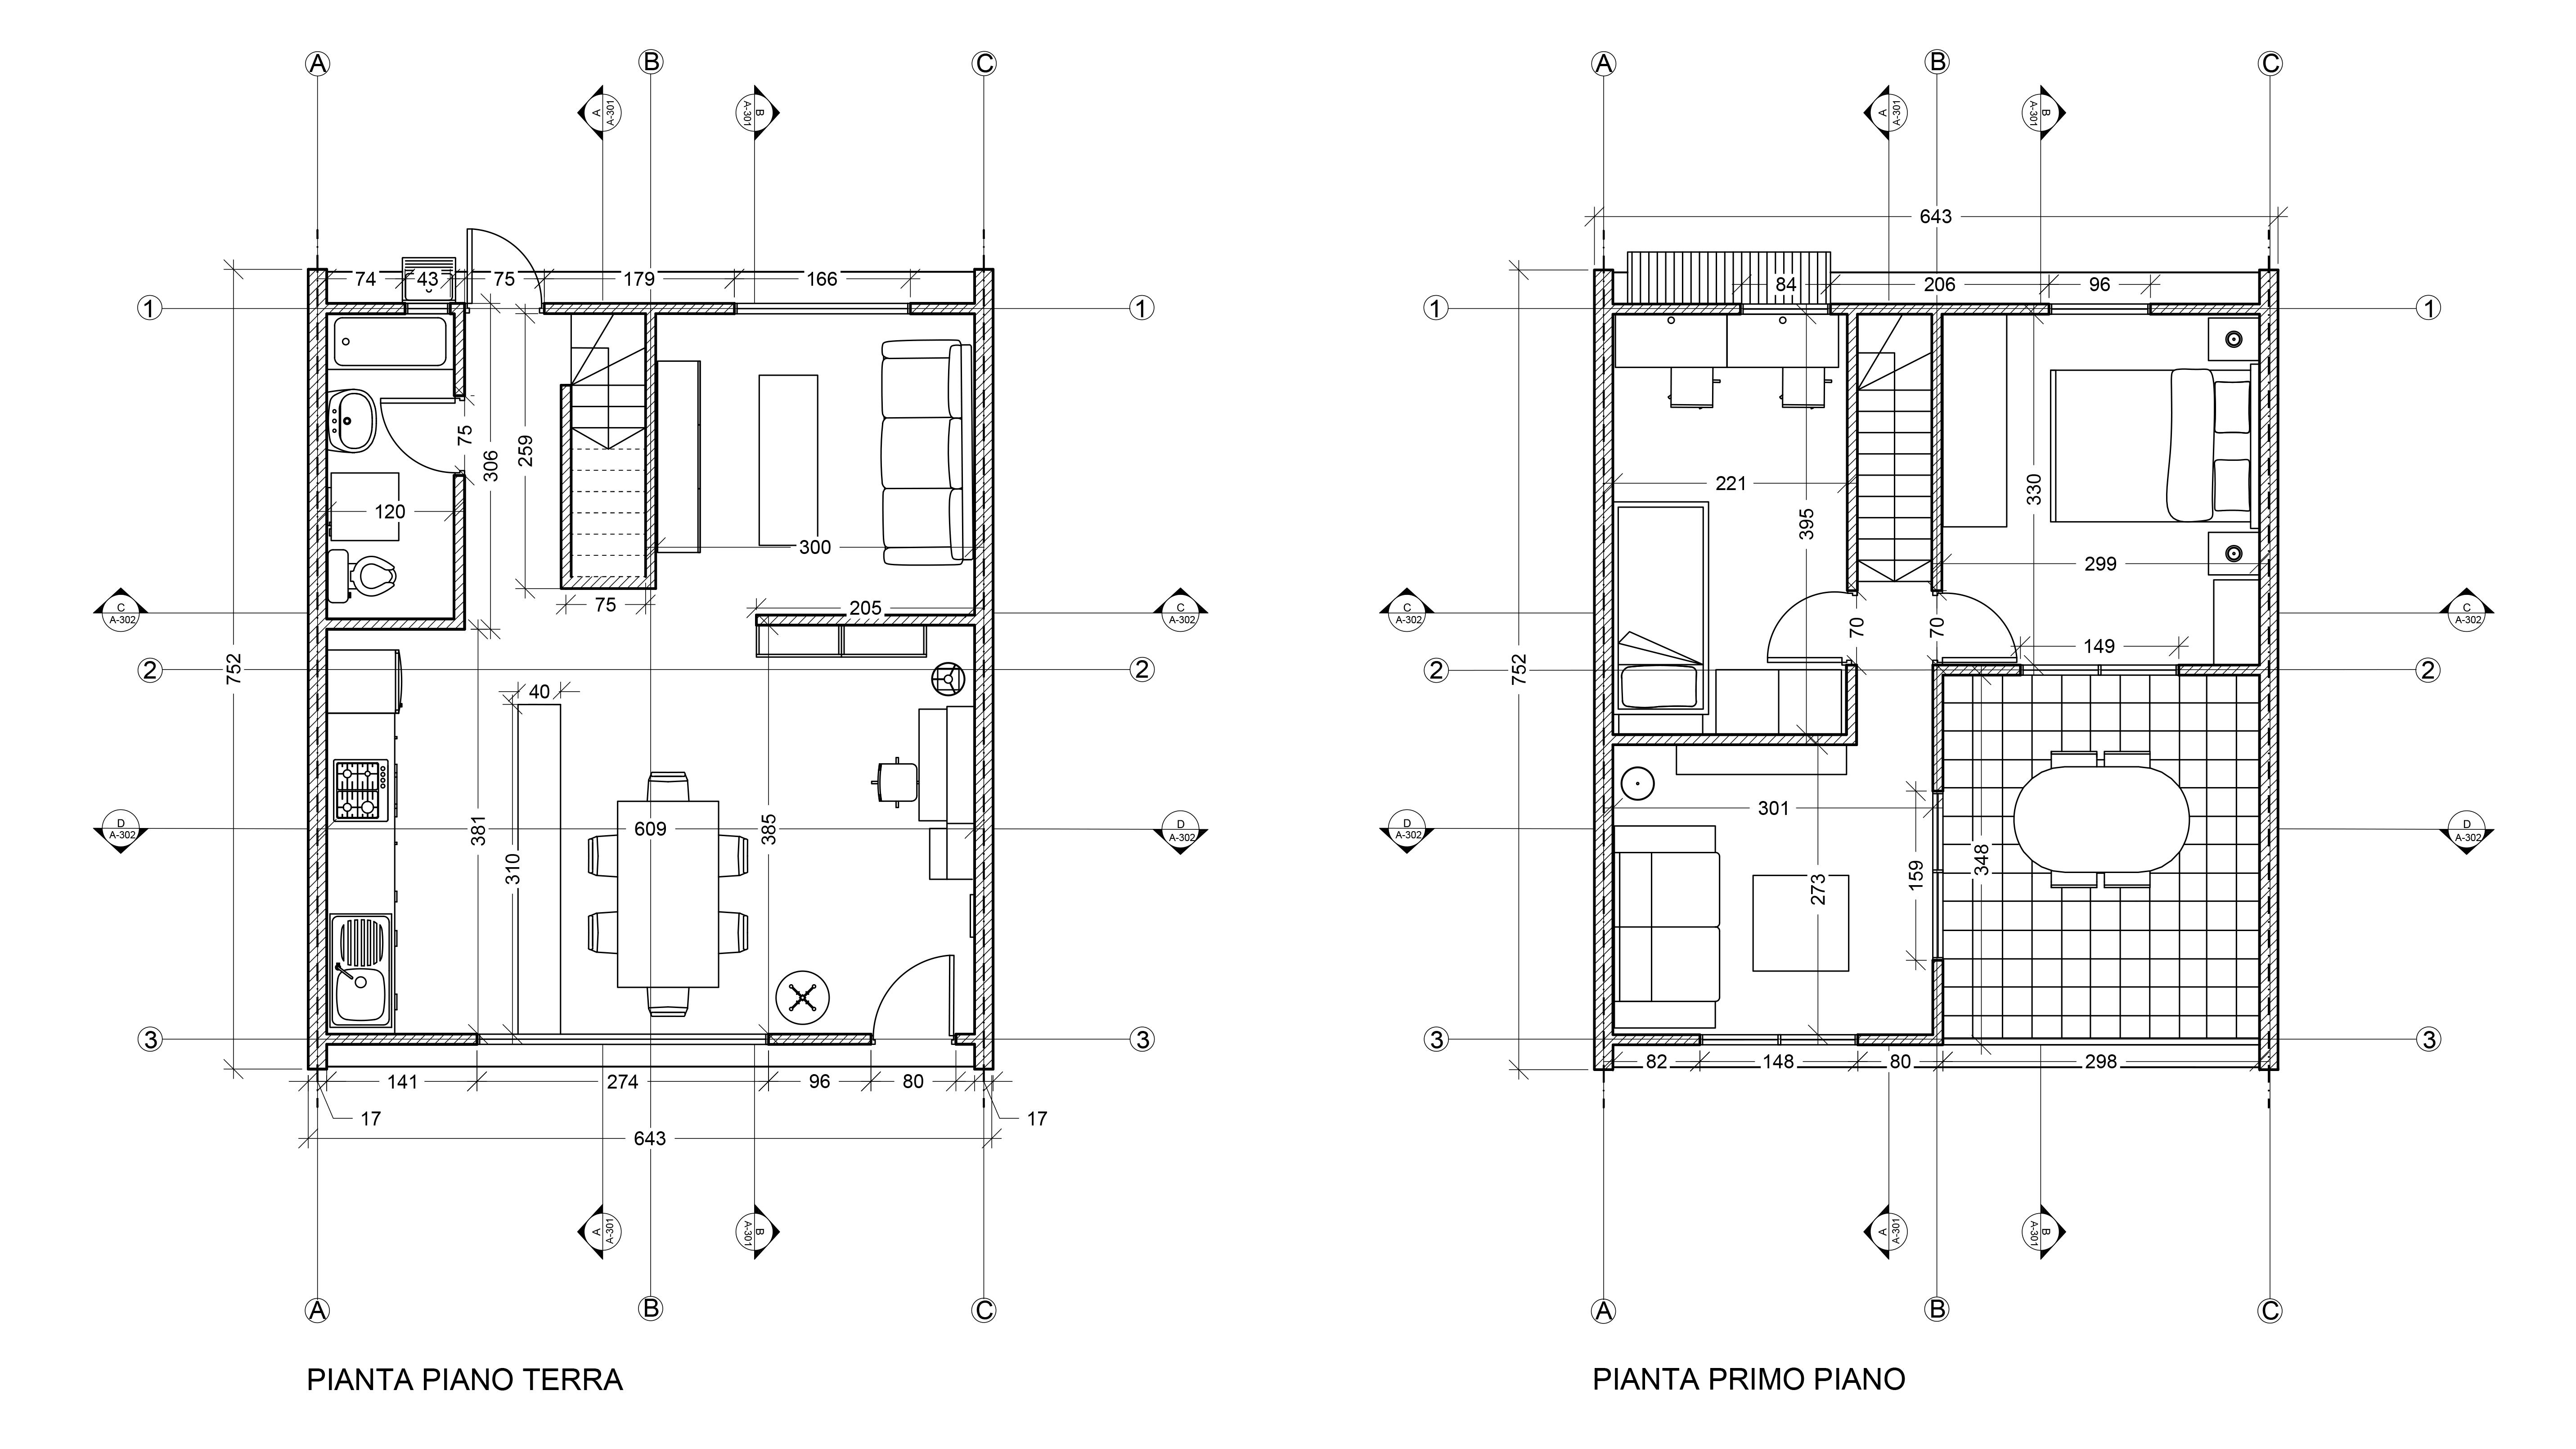 A B C A B C
A A-301 B A-301 A A-301 B A-301
643
74 43 75 179 166 84 206 96
1 1 1 1
75 306 259 120 300 221 395 330 299
75 205 70 70 149
C A-302 C A-302 C A-302 C A-302
2 752 2 2 752 2
40 381 310 609 385 301 273 159 348
D A-302 D A-302 D A-302 D A-302
3 3 3 3
141 274 96 80 82 148 80 298
17 17
643
A A-301 B A-301 A A-301 B A-301
A B C A B C
PIANTA PIANO TERRA
PIANTA PRIMO PIANO